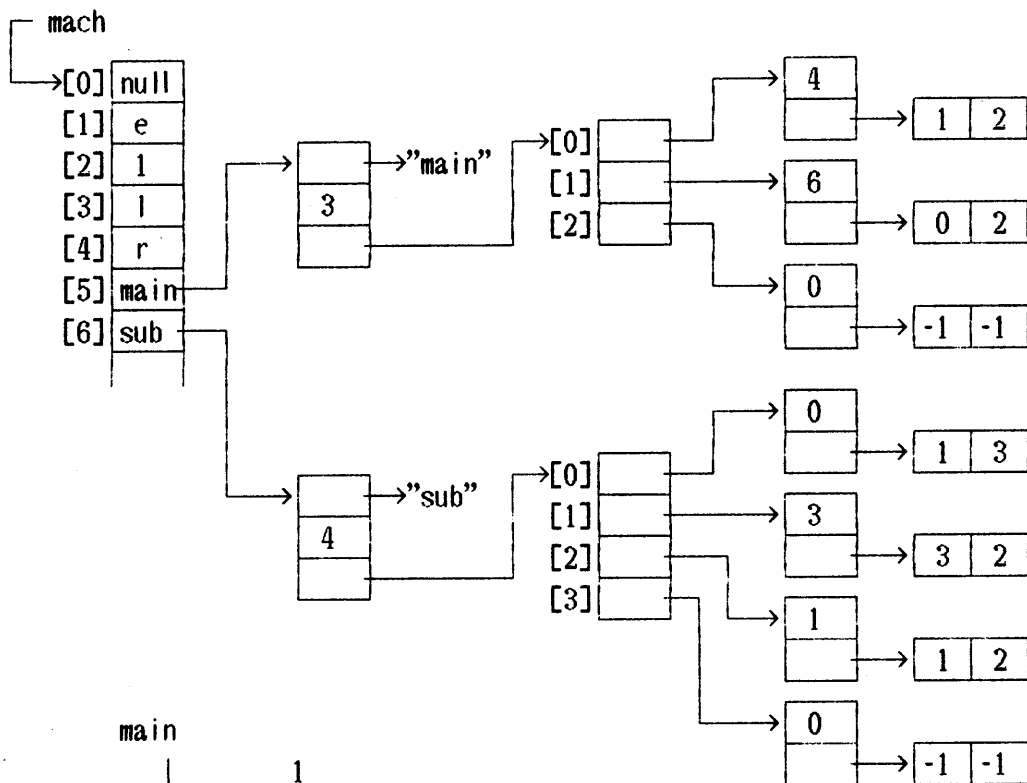 mach
[0] null
[1] e
[2] 1
[3] l
[4] r
[5] main
[6] sub
"main"
3
[0]
[1]
[2]
4
1 2
6
0 2
0
-1 -1
"sub"
4
[0]
[1]
[2]
[3]
0
1 3
3
3 2
1
1 2
0
-1 -1
main
1